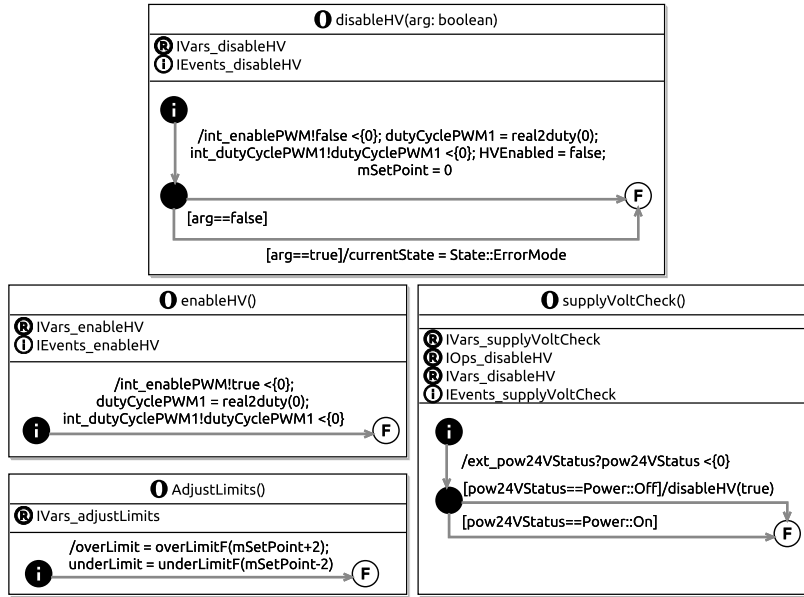 O disableHV(arg: boolean)
R IVars_disableHV
i IEvents_disableHV
i
/int_enablePWM!false <{0}; dutyCyclePWM1 = real2duty(0);
int_dutyCyclePWM1!dutyCyclePWM1 <{0}; HVEnabled = false;
mSetPoint = 0
F
[arg==false]
[arg==true]/currentState = State::ErrorMode
O enableHV()
R IVars_enableHV
i IEvents_enableHV
/int_enablePWM!true <{0};
dutyCyclePWM1 = real2duty(0);
int_dutyCyclePWM1!dutyCyclePWM1 <{0}
i F
O AdjustLimits()
R IVars_adjustLimits
/overLimit = overLimitF(mSetPoint+2);
underLimit = underLimitF(mSetPoint-2)
i F
O supplyVoltCheck()
R IVars_supplyVoltCheck
R IOps_disableHV
R IVars_disableHV
i IEvents_supplyVoltCheck
i
/ext_pow24VStatus?pow24VStatus <{0}
[pow24VStatus==Power::Off]/disableHV(true)
[pow24VStatus==Power::On]
F